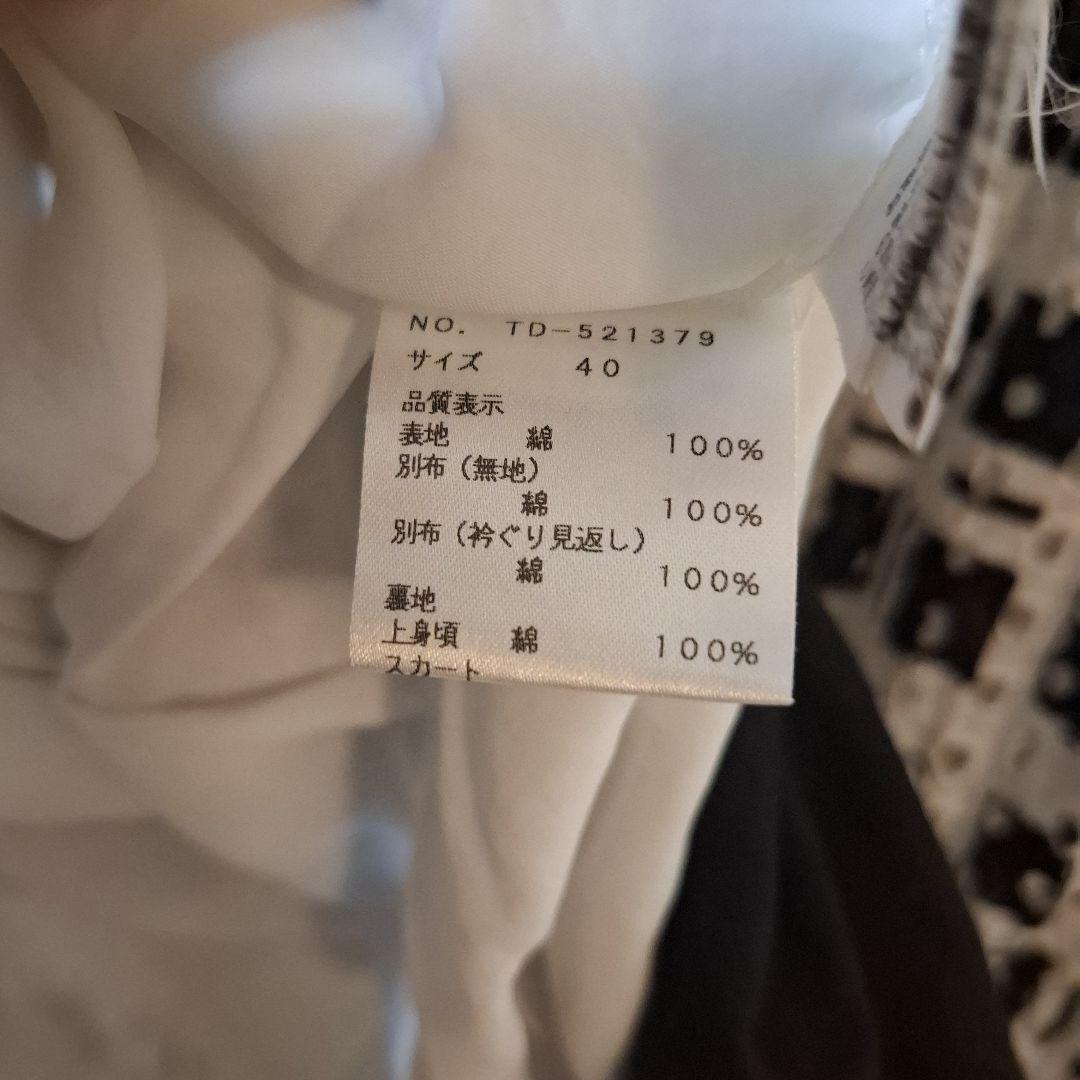 NO. TD-521379
サイズ 40
品質表示
表地 綿 100%
別布(無地)
綿 100%
別布(衿ぐり見返し)
綿 100%
裏地
上身頃 綿 100%
スカート